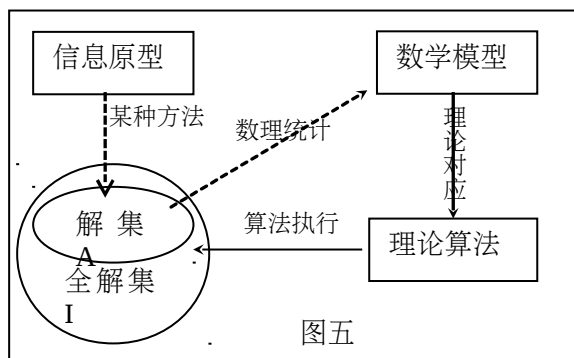 信息原型
数学模型
某种方法
数理统计
理论对应
解 集
A
算法执行
理论算法
全解集
I
图五